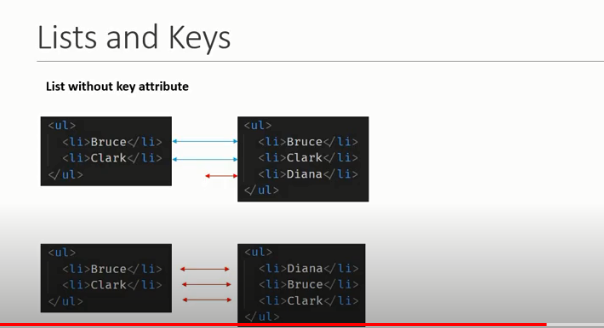 Lists and Keys
List without key attribute
<ul>
<li>Bruce</li>
<li>Clark</li>
</ul>
<ul>
<li>Bruce</li>
<li>Clark</li>
<li>Diana</li>
</ul>
<ul>
<li>Bruce</li>
<li>Clark</li>
</ul>
<ul>
<li>Diana</li>
<li>Bruce</li>
<li>Clark</li>
</ul>